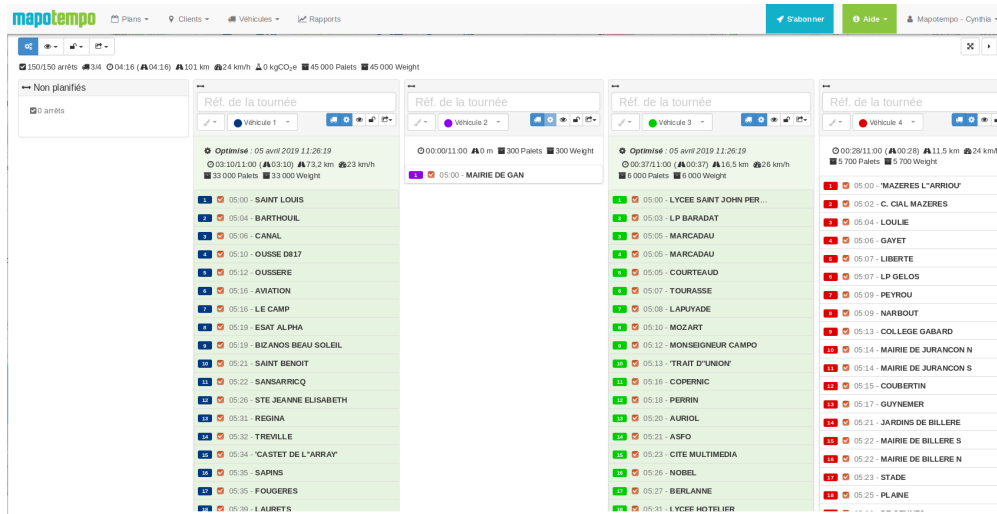 mapotempo
Plans
Clients
Véhicules
Rapports
S'abonner
Aide
Mapotempo - Cynthia
150/150 arrêts 3/4 04:16 (04:16) 101 km 24 km/h 0 kgCO₂e 45 000 Palets 45 000 Weight
Non planifiés
0 arrêts
Réf. de la tournée
Véhicule 1
Optimisé : 05 avril 2019 11:26:19
03:10/11:00 (03:10) 73,2 km 23 km/h
33 000 Palets 33 000 Weight
1 05:00 - SAINT LOUIS
2 05:04 - BARTHOUIL
3 05:06 - CANAL
4 05:10 - OUSSE D817
5 05:12 - OUSSERE
6 05:16 - AVIATION
7 05:16 - LE CAMP
8 05:19 - ESAT ALPHA
9 05:19 - BIZANOS BEAU SOLEIL
10 05:21 - SAINT BENOIT
11 05:22 - SANSARRICQ
12 05:26 - STE JEANNE ELISABETH
13 05:31 - REGINA
14 05:32 - TREVILLE
15 05:34 - 'CASTET DE L"ARRAY'
16 05:35 - SAPINS
17 05:35 - FOUGERES
18 05:39 - LAURETS
Réf. de la tournée
Véhicule 2
00:00/11:00 0 m 300 Palets 300 Weight
1 05:00 - MAIRIE DE GAN
Réf. de la tournée
Véhicule 3
Optimisé : 05 avril 2019 11:26:19
00:37/11:00 (00:37) 16,5 km 26 km/h
6 000 Palets 6 000 Weight
1 05:00 - LYCEE SAINT JOHN PER...
2 05:03 - LP BARADAT
3 05:05 - MARCADAU
4 05:05 - MARCADAU
5 05:05 - COURTEAUD
6 05:07 - TOURASSE
7 05:08 - LAPUYADE
8 05:10 - MOZART
9 05:12 - MONSEIGNEUR CAMPO
10 05:13 - 'TRAIT D"UNION'
11 05:16 - COPERNIC
12 05:18 - PERRIN
13 05:20 - AURIOL
14 05:21 - ASFO
15 05:23 - CITE MULTIMEDIA
16 05:26 - NOBEL
17 05:27 - BERLANNE
18 05:31 - LYCEE HOTELIER
Réf. de la tournée
Véhicule 4
00:28/11:00 (00:28) 11,5 km 24 km/h
5 700 Palets 5 700 Weight
1 05:00 - 'MAZERES L"ARRIOU'
2 05:02 - C. CIAL MAZERES
3 05:04 - LOULIE
4 05:06 - GAYET
5 05:07 - LIBERTE
6 05:07 - LP GELOS
7 05:09 - PEYROU
8 05:09 - NARBOUT
9 05:13 - COLLEGE GABARD
10 05:14 - MAIRIE DE JURANCON N
11 05:14 - MAIRIE DE JURANCON S
12 05:15 - COUBERTIN
13 05:17 - GUYNEMER
14 05:21 - JARDINS DE BILLERE
15 05:22 - MAIRIE DE BILLERE S
16 05:22 - MAIRIE DE BILLERE N
17 05:23 - STADE
18 05:25 - PLAINE